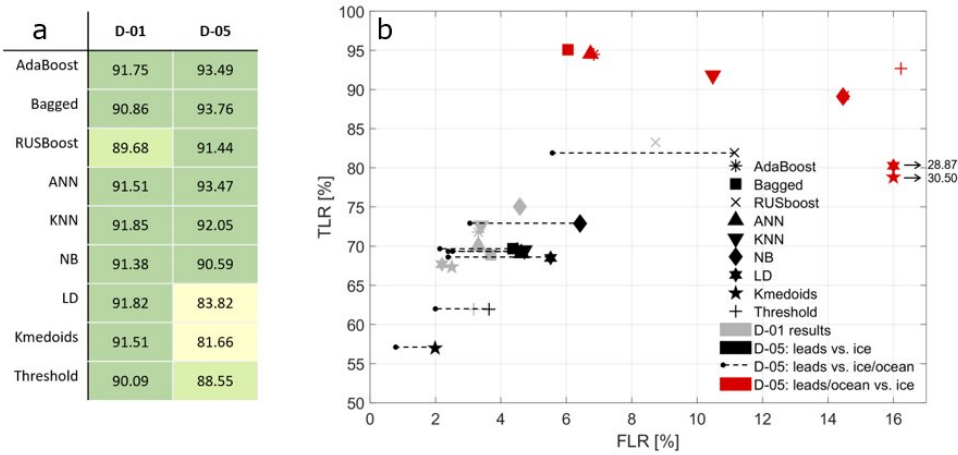 a
D-01 D-05
AdaBoost 91.75 93.49
Bagged 90.86 93.76
RUSBoost 89.68 91.44
ANN 91.51 93.47
KNN 91.85 92.05
NB 91.38 90.59
LD 91.82 83.82
Kmedoids 91.51 81.66
Threshold 90.09 88.55
b
TLR [%]
100
95
90
85
80
75
70
65
60
55
50
0 2 4 6 8 10 12 14 16
FLR [%]
28.87
30.50
AdaBoost
Bagged
RUSboost
ANN
KNN
NB
LD
Kmedoids
Threshold
D-01 results
D-05: leads vs. ice
D-05: leads vs. ice/ocean
D-05: leads/ocean vs. ice